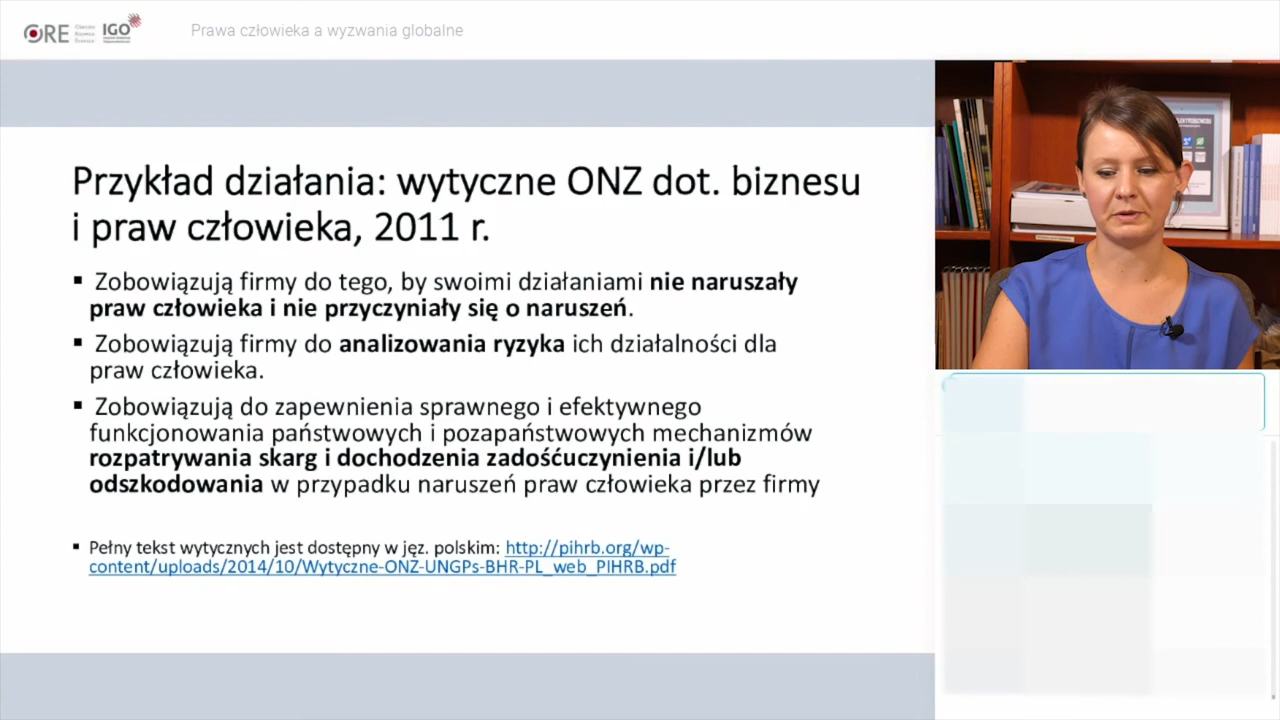 ORE
IGO
Prawa człowieka a wyzwania globalne
Przykład działania: wytyczne ONZ dot. biznesu
i praw człowieka, 2011 r.
▪ Zobowiązują firmy do tego, by swoimi działaniami nie naruszały
praw człowieka i nie przyczyniały się o naruszeń.
▪ Zobowiązują firmy do analizowania ryzyka ich działalności dla
praw człowieka.
▪ Zobowiązują do zapewnienia sprawnego i efektywnego
funkcjonowania państwowych i pozapaństwowych mechanizmów
rozpatrywania skarg i dochodzenia zadośćuczynienia i/lub
odszkodowania w przypadku naruszeń praw człowieka przez firmy
▪ Pełny tekst wytycznych jest dostępny w jęz. polskim: http://pihrb.org/wp-
content/uploads/2014/10/Wytyczne-ONZ-UNGPs-BHR-PL_web_PIHRB.pdf